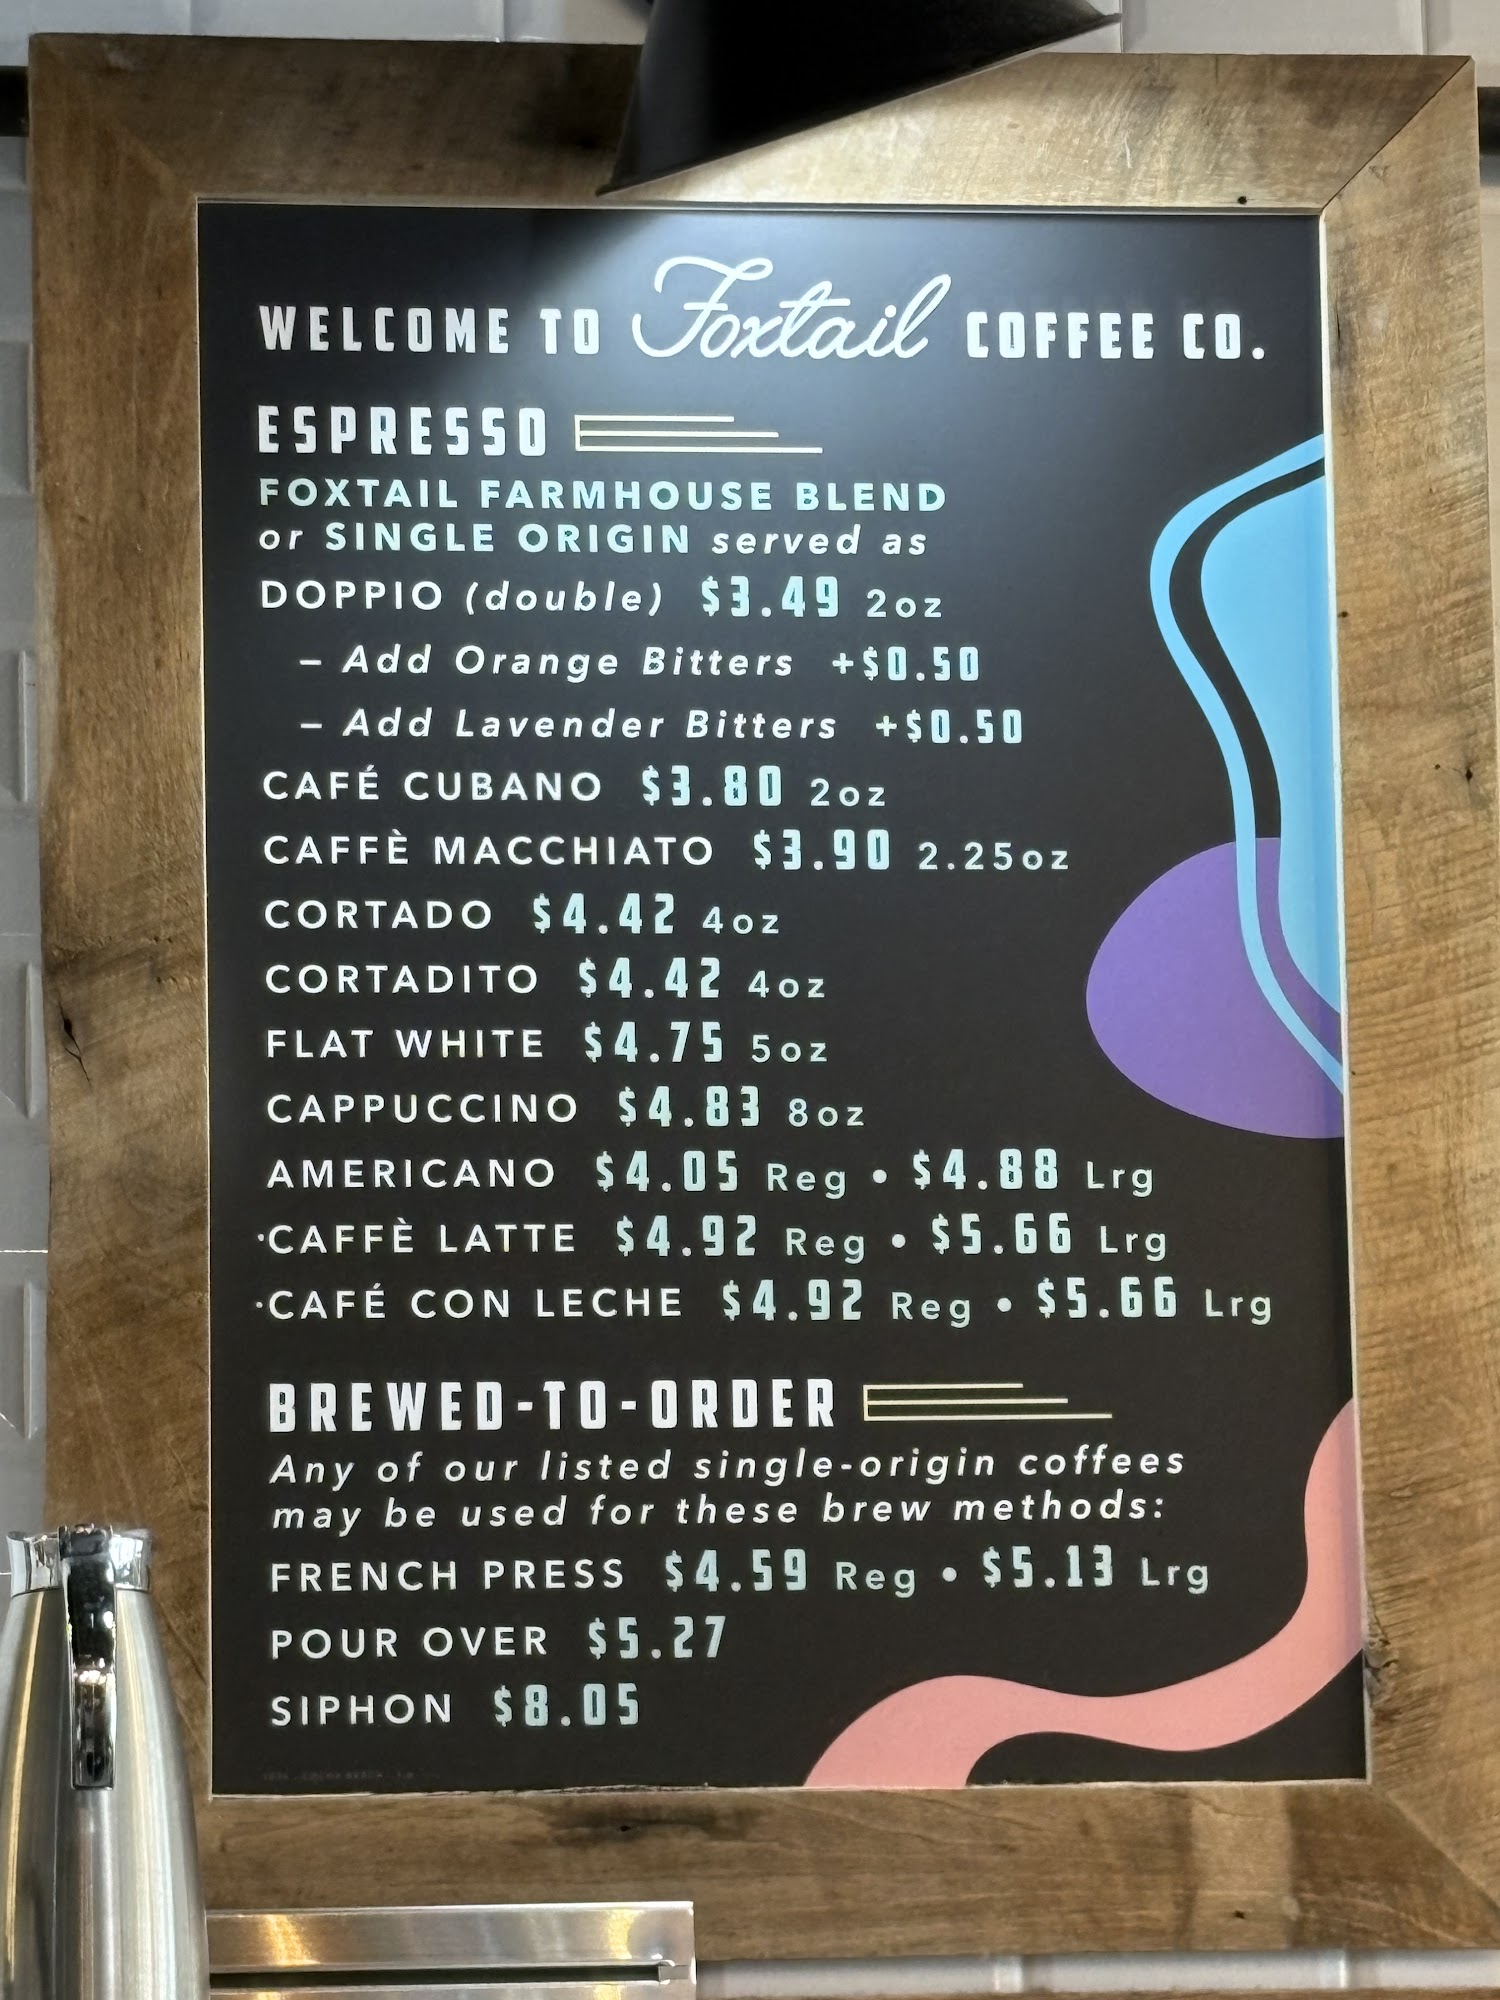 WELCOME TO Foxtail COFFEE CO.
ESPRESSO
FOXTAIL FARMHOUSE BLEND
or SINGLE ORIGIN served as
DOPPIO (double) $3.49 2oz
– Add Orange Bitters +$0.50
– Add Lavender Bitters +$0.50
CAFÉ CUBANO $3.80 2oz
CAFFÈ MACCHIATO $3.90 2.25oz
CORTADO $4.42 4oz
CORTADITO $4.42 4oz
FLAT WHITE $4.75 5oz
CAPPUCCINO $4.83 8oz
AMERICANO $4.05 Reg • $4.88 Lrg
·CAFFÈ LATTE $4.92 Reg • $5.66 Lrg
·CAFÉ CON LECHE $4.92 Reg • $5.66 Lrg
BREWED-TO-ORDER
Any of our listed single-origin coffees
may be used for these brew methods:
FRENCH PRESS $4.59 Reg • $5.13 Lrg
POUR OVER $5.27
SIPHON $8.05